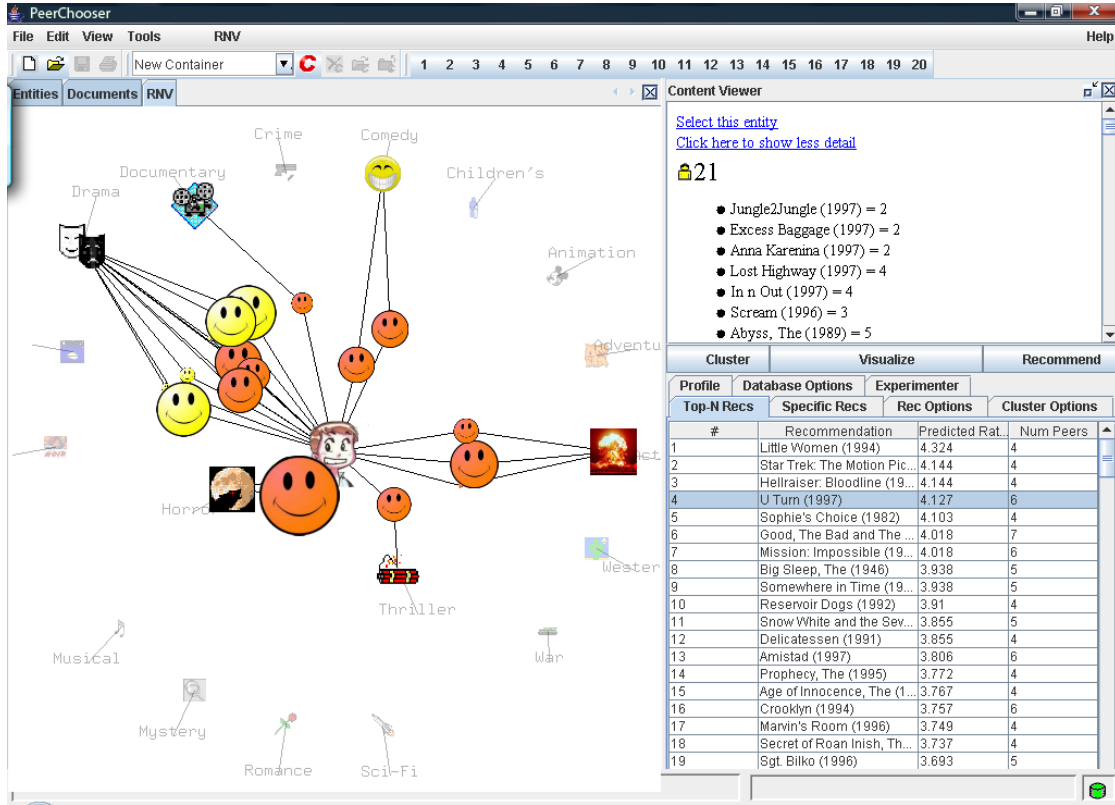 PeerChooser
File Edit View Tools RNV Help
New Container 1 2 3 4 5 6 7 8 9 10 11 12 13 14 15 16 17 18 19 20
Entities Documents RNV
Crime
Comedy
Documentary
Children's
Drama
Animation
Adventu
Act
Horror
Wester
Thriller
Musical
War
Mystery
Romance
Sci-Fi
Content Viewer
Select this entity
Click here to show less detail
21
Jungle2Jungle (1997) = 2
Excess Baggage (1997) = 2
Anna Karenina (1997) = 2
Lost Highway (1997) = 4
In n Out (1997) = 4
Scream (1996) = 3
Abyss, The (1989) = 5
Cluster Visualize Recommend
Profile Database Options Experimenter
Top-N Recs Specific Recs Rec Options Cluster Options
# Recommendation Predicted Rat... Num Peers
1 Little Women (1994) 4.324 4
2 Star Trek: The Motion Pic... 4.144 4
3 Hellraiser: Bloodline (19... 4.144 4
4 U Turn (1997) 4.127 6
5 Sophie's Choice (1982) 4.103 4
6 Good, The Bad and The ... 4.018 7
7 Mission: Impossible (19... 4.018 6
8 Big Sleep, The (1946) 3.938 5
9 Somewhere in Time (19... 3.938 5
10 Reservoir Dogs (1992) 3.91 4
11 Snow White and the Sev... 3.855 5
12 Delicatessen (1991) 3.855 4
13 Amistad (1997) 3.806 6
14 Prophecy, The (1995) 3.772 4
15 Age of Innocence, The (1... 3.767 4
16 Crooklyn (1994) 3.757 6
17 Marvin's Room (1996) 3.749 4
18 Secret of Roan Inish, Th... 3.737 4
19 Sgt. Bilko (1996) 3.693 5